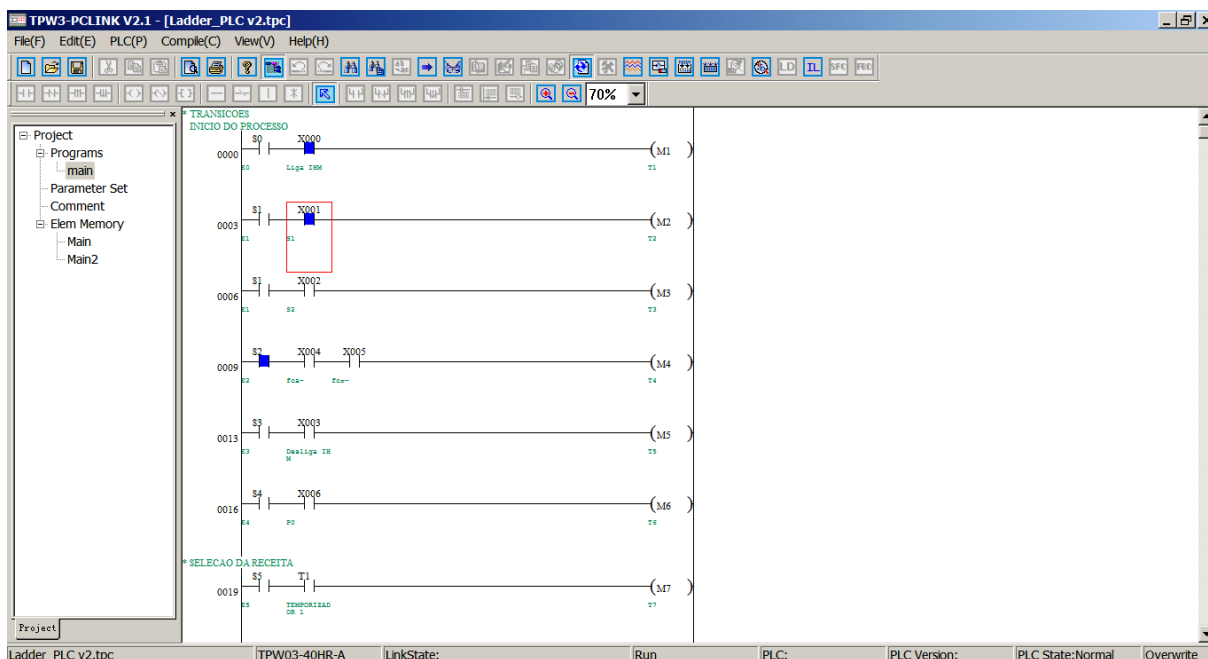 TPW3-PCLINK V2.1 - [Ladder_PLC v2.tpc]
File(F) Edit(E) PLC(P) Compile(C) View(V) Help(H)
LD IL SFC FBD
70%
Project
Programs
main
Parameter Set
Comment
Elem Memory
Main
Main2
Project
* TRANSICOES
INICIO DO PROCESSO
S0 X000
0000 (M1 )
E0 Liga IHM T1
S1 X001
0003 (M2 )
E1 S1 T2
S1 X002
0006 (M3 )
E1 S2 T3
S2 X004 X005
0009 (M4 )
E2 T4
S3 X003
0013 (M5 )
E3 Desliga IH T5
M
S4 X006
0016 (M6 )
E4 P0 T6
* SELECAO DA RECEITA
S5 T1
0019 (M7 )
E5 TEMPORIZAD T7
OR 1
Ladder_PLC v2.tpc TPW03-40HR-A LinkState: Run PLC: PLC Version: PLC State:Normal Overwrite